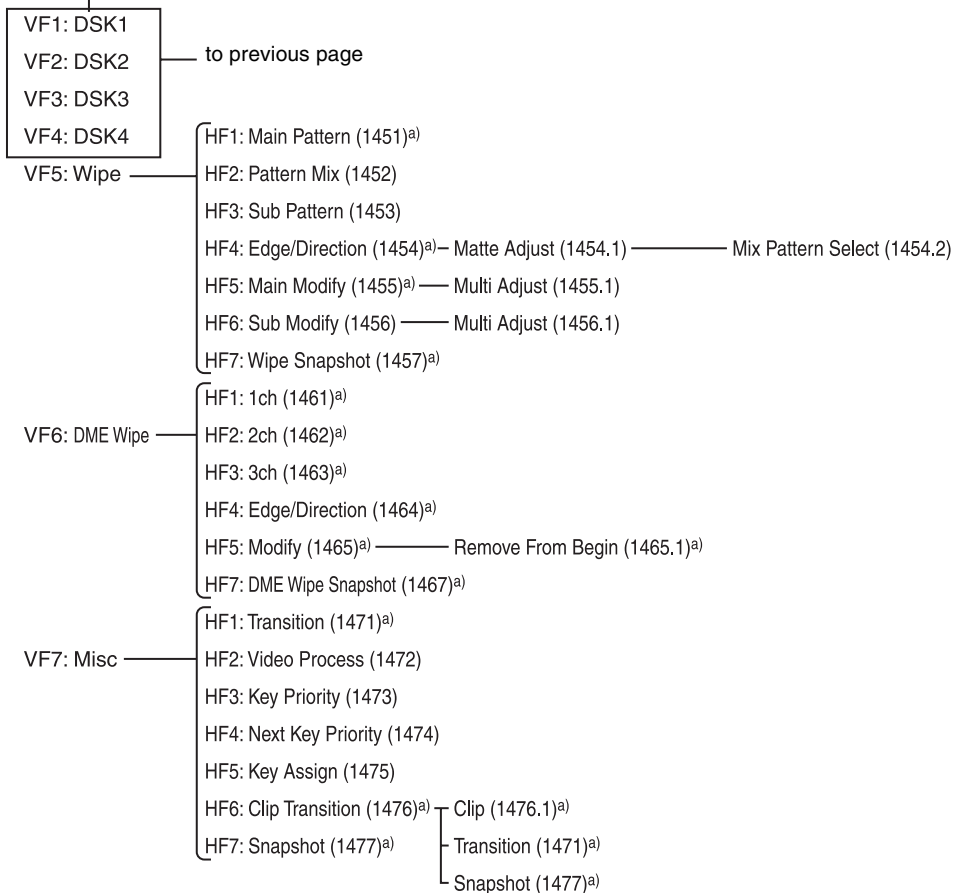 VF1: DSK1
VF2: DSK2 to previous page
VF3: DSK3
VF4: DSK4
HF1: Main Pattern (1451)a)
VF5: Wipe HF2: Pattern Mix (1452)
HF3: Sub Pattern (1453)
HF4: Edge/Direction (1454)a) Matte Adjust (1454.1) Mix Pattern Select (1454.2)
HF5: Main Modify (1455)a) Multi Adjust (1455.1)
HF6: Sub Modify (1456) Multi Adjust (1456.1)
HF7: Wipe Snapshot (1457)a)
HF1: 1ch (1461)a)
VF6: DME Wipe HF2: 2ch (1462)a)
HF3: 3ch (1463)a)
HF4: Edge/Direction (1464)a)
HF5: Modify (1465)a) Remove From Begin (1465.1)a)
HF7: DME Wipe Snapshot (1467)a)
HF1: Transition (1471)a)
VF7: Misc HF2: Video Process (1472)
HF3: Key Priority (1473)
HF4: Next Key Priority (1474)
HF5: Key Assign (1475)
HF6: Clip Transition (1476)a) Clip (1476.1)a)
HF7: Snapshot (1477)a) Transition (1471)a)
Snapshot (1477)a)